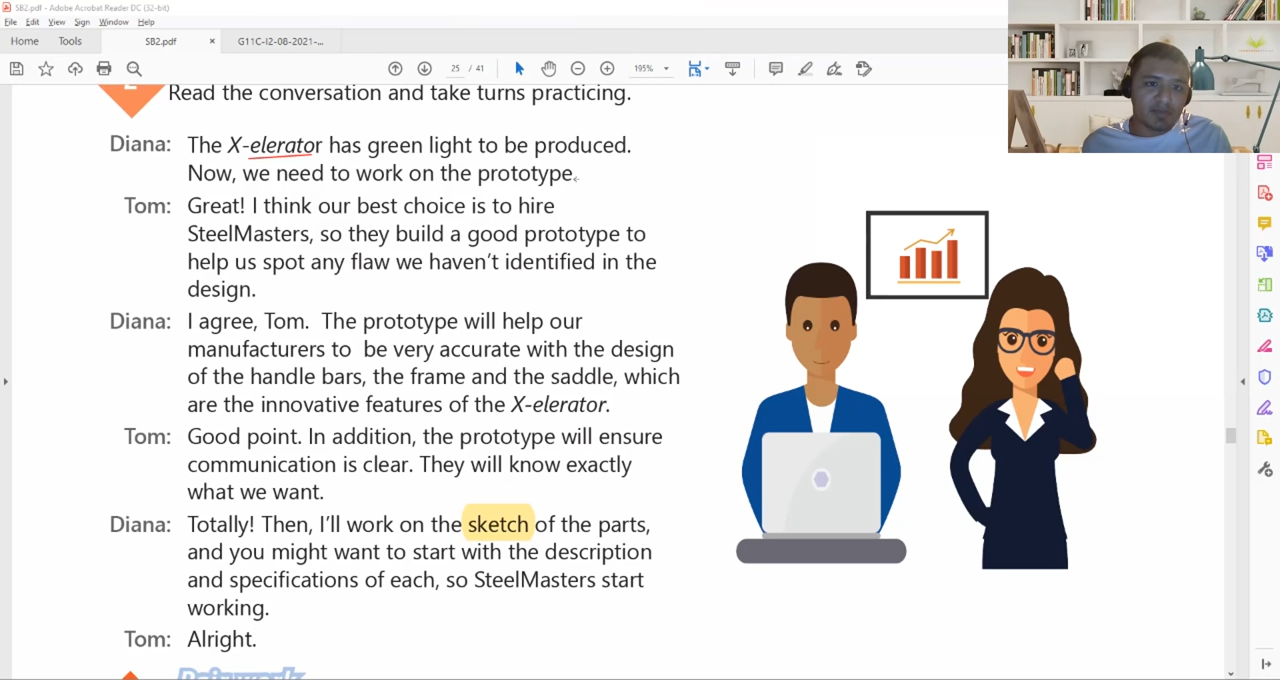 SB2.pdf - Adobe Acrobat Reader DC (32-bit)
File Edit View Sign Window Help
Home Tools SB2.pdf × G11C-I2-08-2021-...
25 / 41 195%
Read the conversation and take turns practicing.
Diana: The X-elerator has green light to be produced.
Now, we need to work on the prototype.
Tom: Great! I think our best choice is to hire
SteelMasters, so they build a good prototype to
help us spot any flaw we haven't identified in the
design.
Diana: I agree, Tom. The prototype will help our
manufacturers to be very accurate with the design
of the handle bars, the frame and the saddle, which
are the innovative features of the X-elerator.
Tom: Good point. In addition, the prototype will ensure
communication is clear. They will know exactly
what we want.
Diana: Totally! Then, I'll work on the sketch of the parts,
and you might want to start with the description
and specifications of each, so SteelMasters start
working.
Tom: Alright.